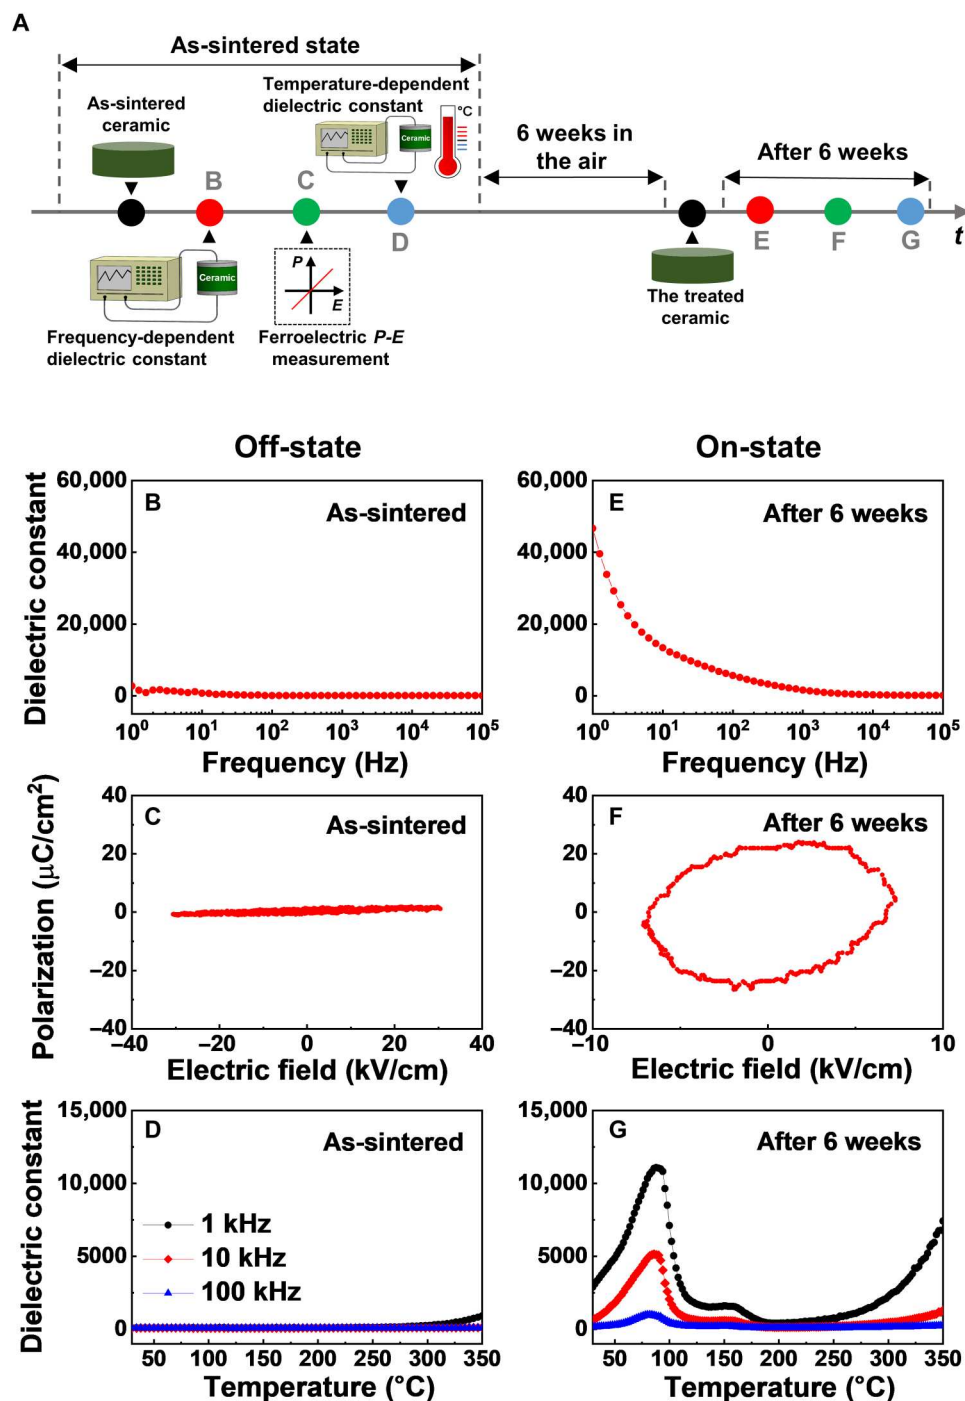 A
As-sintered state
Temperature-dependent
dielectric constant
As-sintered
ceramic
°C
Ceramic
6 weeks in
the air
After 6 weeks
B
C
D
E
F
G
t
Ceramic
P
E
The treated
ceramic
Frequency-dependent
dielectric constant
Ferroelectric P-E
measurement
Off-state
On-state
Dielectric constant
60,000
40,000
20,000
0
B
As-sintered
10⁰ 10¹ 10² 10³ 10⁴ 10⁵
Frequency (Hz)
60,000
40,000
20,000
0
E
After 6 weeks
10⁰ 10¹ 10² 10³ 10⁴ 10⁵
Frequency (Hz)
Polarization (μC/cm²)
40
20
0
−20
−40
C
As-sintered
−40 −20 0 20 40
Electric field (kV/cm)
40
20
0
−20
−40
F
After 6 weeks
−10 0 10
Electric field (kV/cm)
Dielectric constant
15,000
10,000
5000
0
D
As-sintered
1 kHz
10 kHz
100 kHz
50 100 150 200 250 300 350
Temperature (°C)
15,000
10,000
5000
0
G
After 6 weeks
50 100 150 200 250 300 350
Temperature (°C)